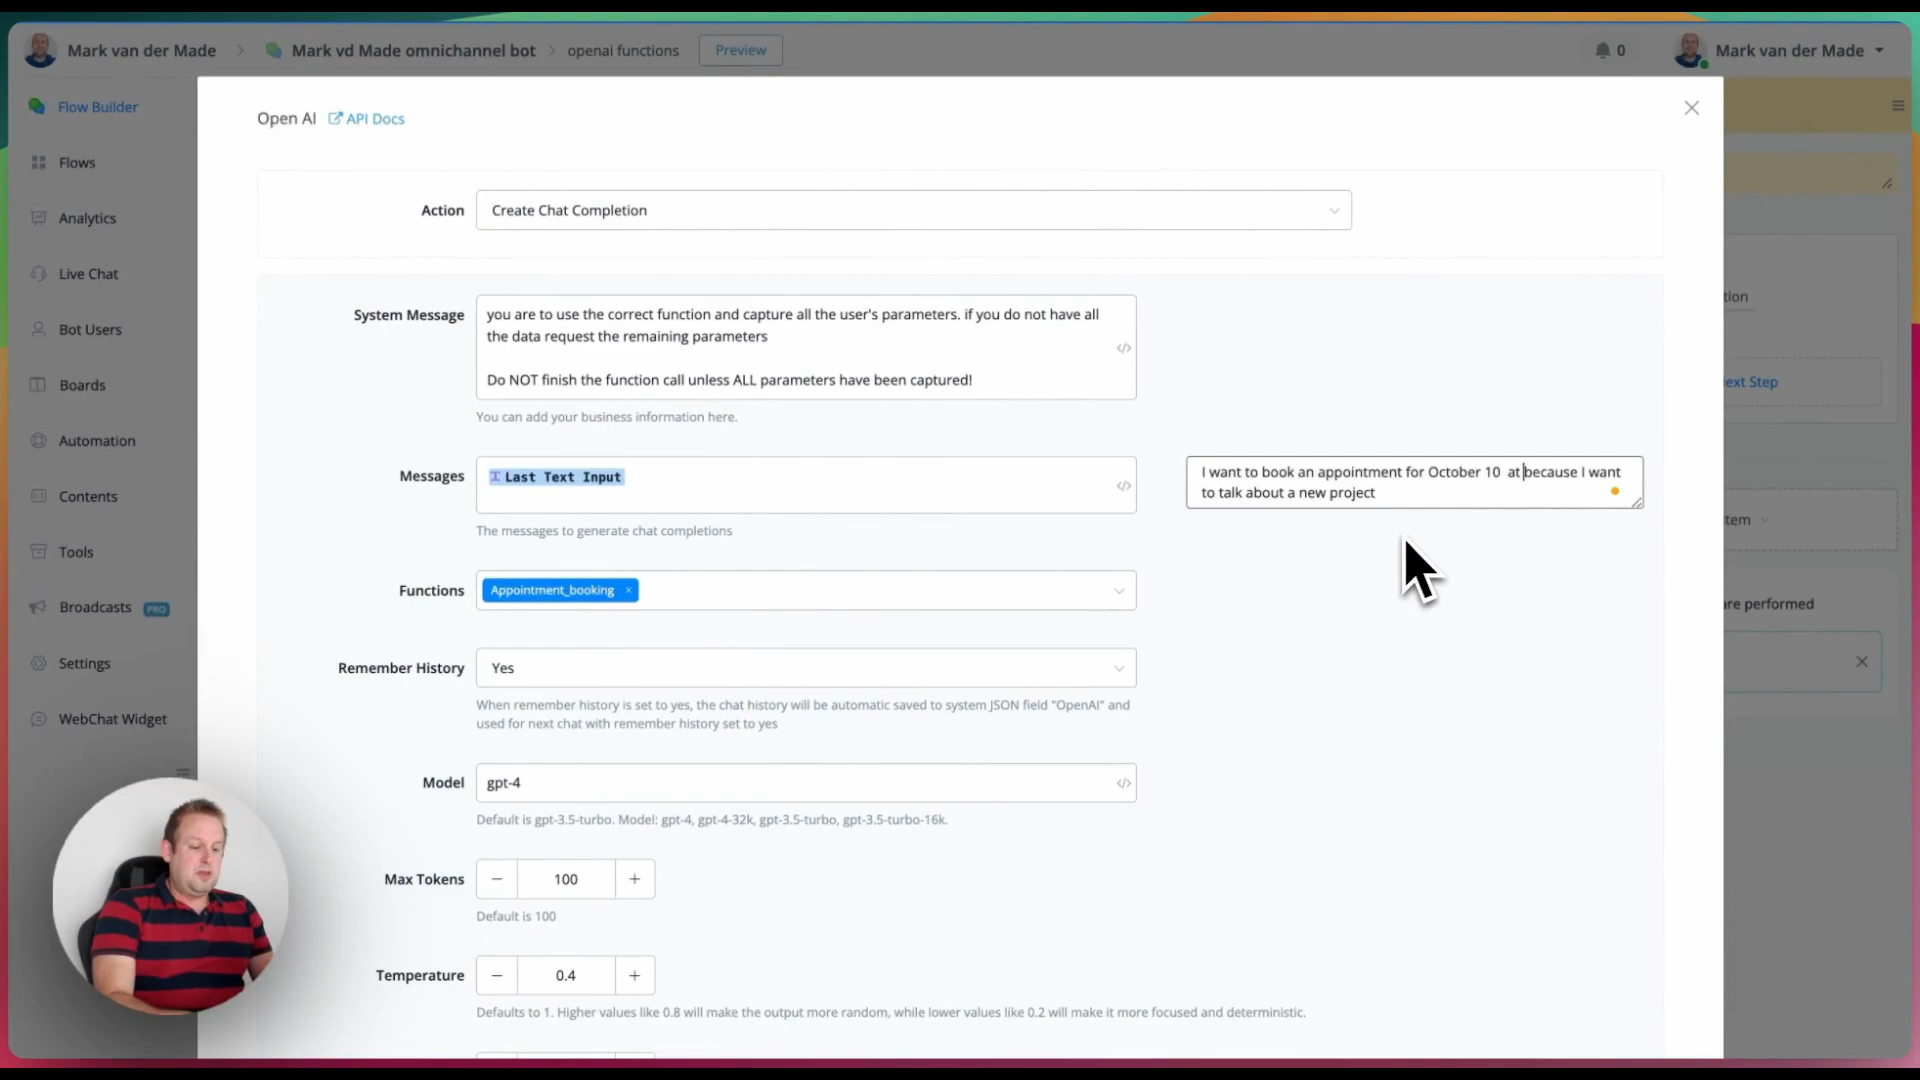 Mark van der Made > Mark vd Made omnichannel bot > openai functions Preview 0 Mark van der Made
Flow Builder
Flows
Analytics
Live Chat
Bot Users
Boards
Automation
Contents
Tools
Broadcasts PRO
Settings
WebChat Widget
Open AI API Docs
Action Create Chat Completion
System Message you are to use the correct function and capture all the user's parameters. if you do not have all
the data request the remaining parameters
Do NOT finish the function call unless ALL parameters have been captured!
</>
You can add your business information here.
Messages Last Text Input </>
The messages to generate chat completions
I want to book an appointment for October 10 at because I want
to talk about a new project
Functions Appointment_booking ×
Remember History Yes
When remember history is set to yes, the chat history will be automatic saved to system JSON field "OpenAI" and
used for next chat with remember history set to yes
Model gpt-4 </>
Default is gpt-3.5-turbo. Model: gpt-4, gpt-4-32k, gpt-3.5-turbo, gpt-3.5-turbo-16k.
Max Tokens − 100 +
Default is 100
Temperature − 0.4 +
Defaults to 1. Higher values like 0.8 will make the output more random, while lower values like 0.2 will make it more focused and deterministic.
tion
ext Step
tem
re performed